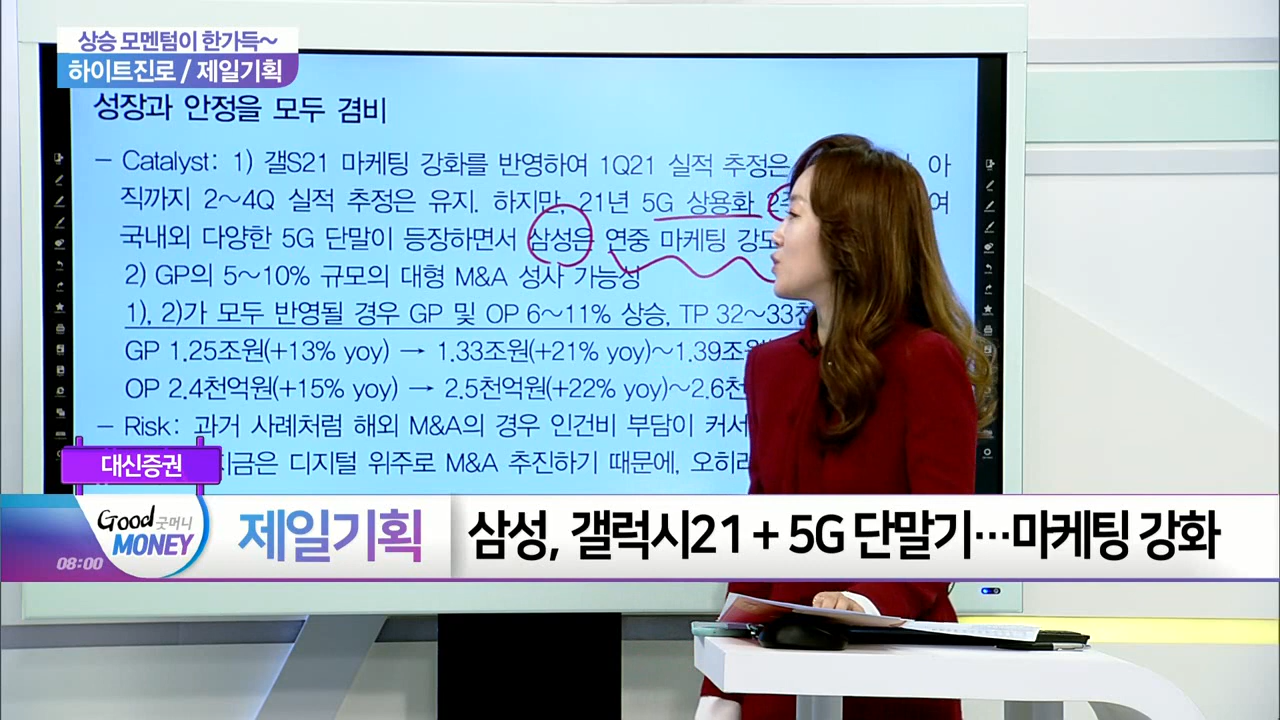 상승 모멘텀이 한가득~
하이트진로 / 제일기획
성장과 안정을 모두 겸비
- Catalyst: 1) 갤S21 마케팅 강화를 반영하여 1Q21 실적 추정은 아
직까지 2~4Q 실적 추정은 유지. 하지만, 21년 5G 상용화 여
국내외 다양한 5G 단말이 등장하면서 삼성은 연중 마케팅 강도
2) GP의 5~10% 규모의 대형 M&A 성사 가능성
1), 2)가 모두 반영될 경우 GP 및 OP 6~11% 상승, TP 32~33천
GP 1.25조원(+13% yoy) → 1.33조원(+21% yoy)~1.39조원
OP 2.4천억원(+15% yoy) → 2.5천억원(+22% yoy)~2.6천
- Risk: 과거 사례처럼 해외 M&A의 경우 인건비 부담이 커서
지금은 디지털 위주로 M&A 추진하기 때문에, 오히려
대신증권
Good 굿머니
MONEY
08:00
제일기획
삼성, 갤럭시21 + 5G 단말기…마케팅 강화